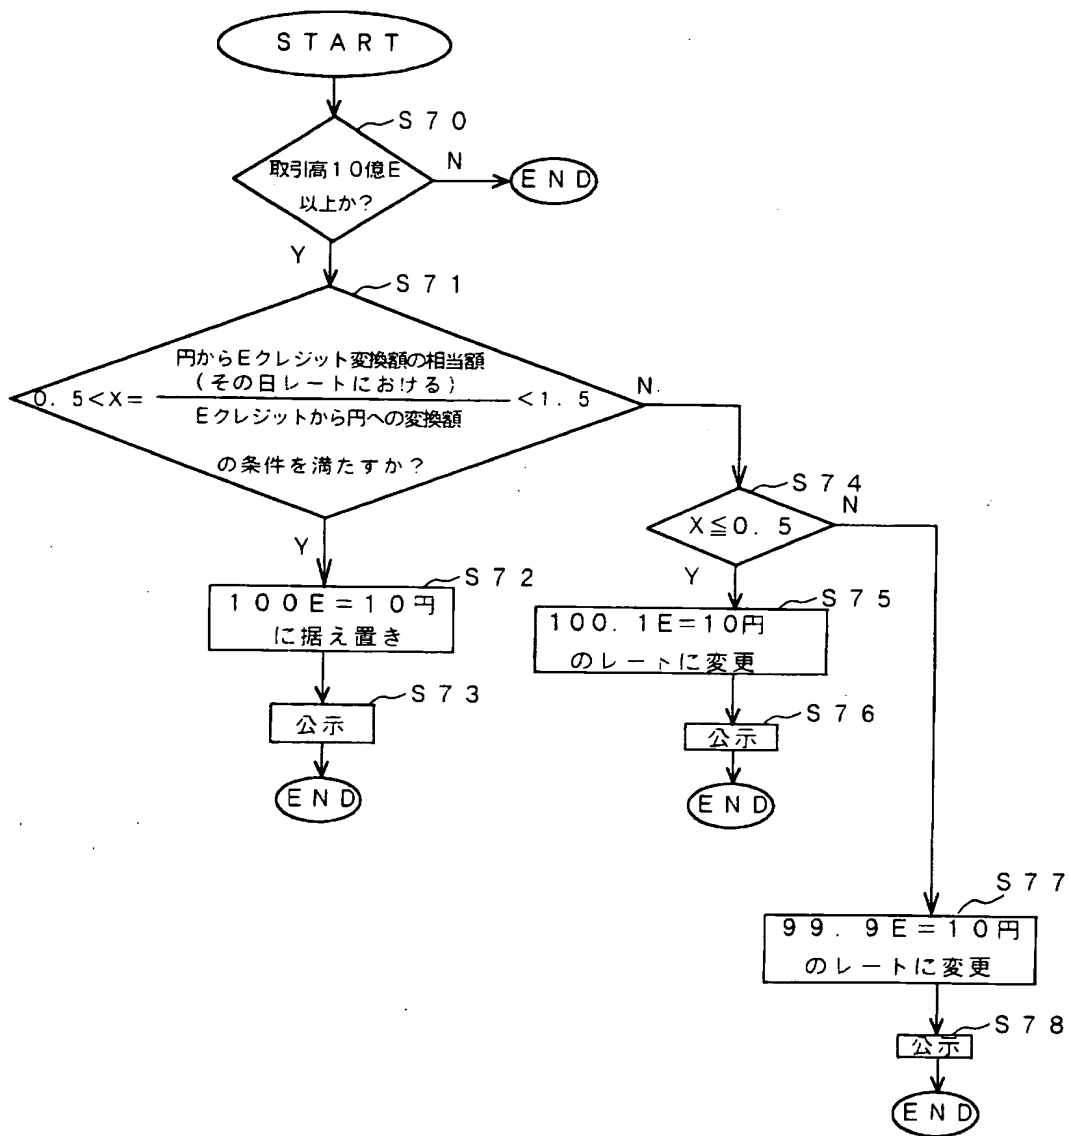 START
S70
取引高10億E
以上か?
N
END
Y
S71
円からEクレジット変換額の相当額
(その日レートにおける)
0.5<X=
<1.5
Eクレジットから円への変換額
の条件を満たすか?
N
Y
S74
X≦0.5
N
Y
S72
100E=10円
に据え置き
S73
公示
END
S75
100.1E=10円
のレートに変更
S76
公示
END
S77
99.9E=10円
のレートに変更
S78
公示
END